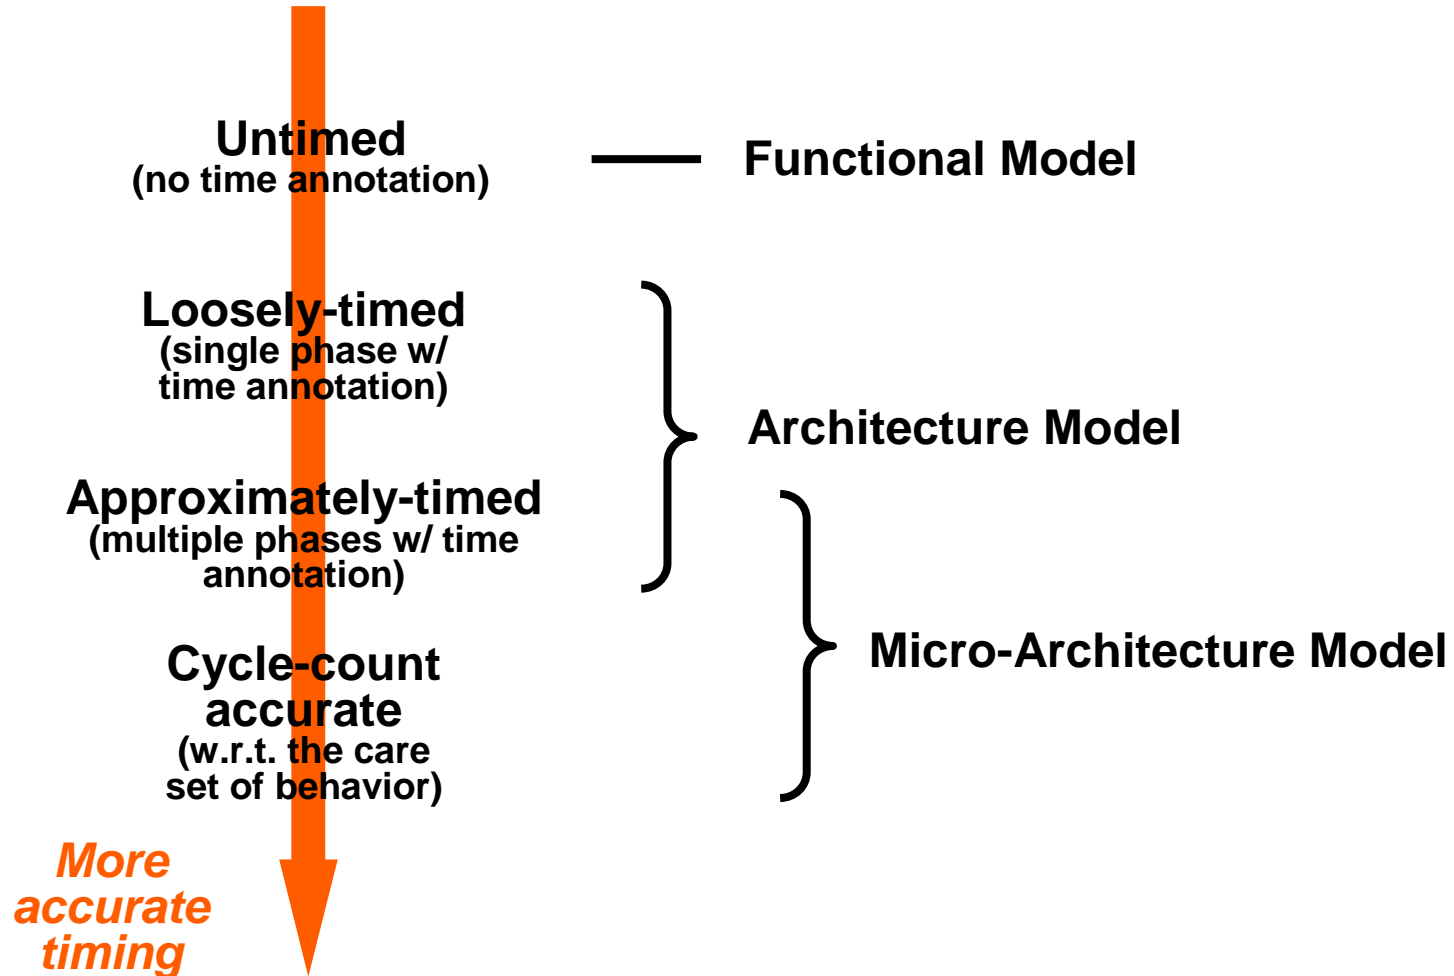 Untimed
(no time annotation)
Functional Model
Loosely-timed
(single phase w/
time annotation)
Architecture Model
Approximately-timed
(multiple phases w/ time
annotation)
Cycle-count
accurate
(w.r.t. the care
set of behavior)
Micro-Architecture Model
More
accurate
timing